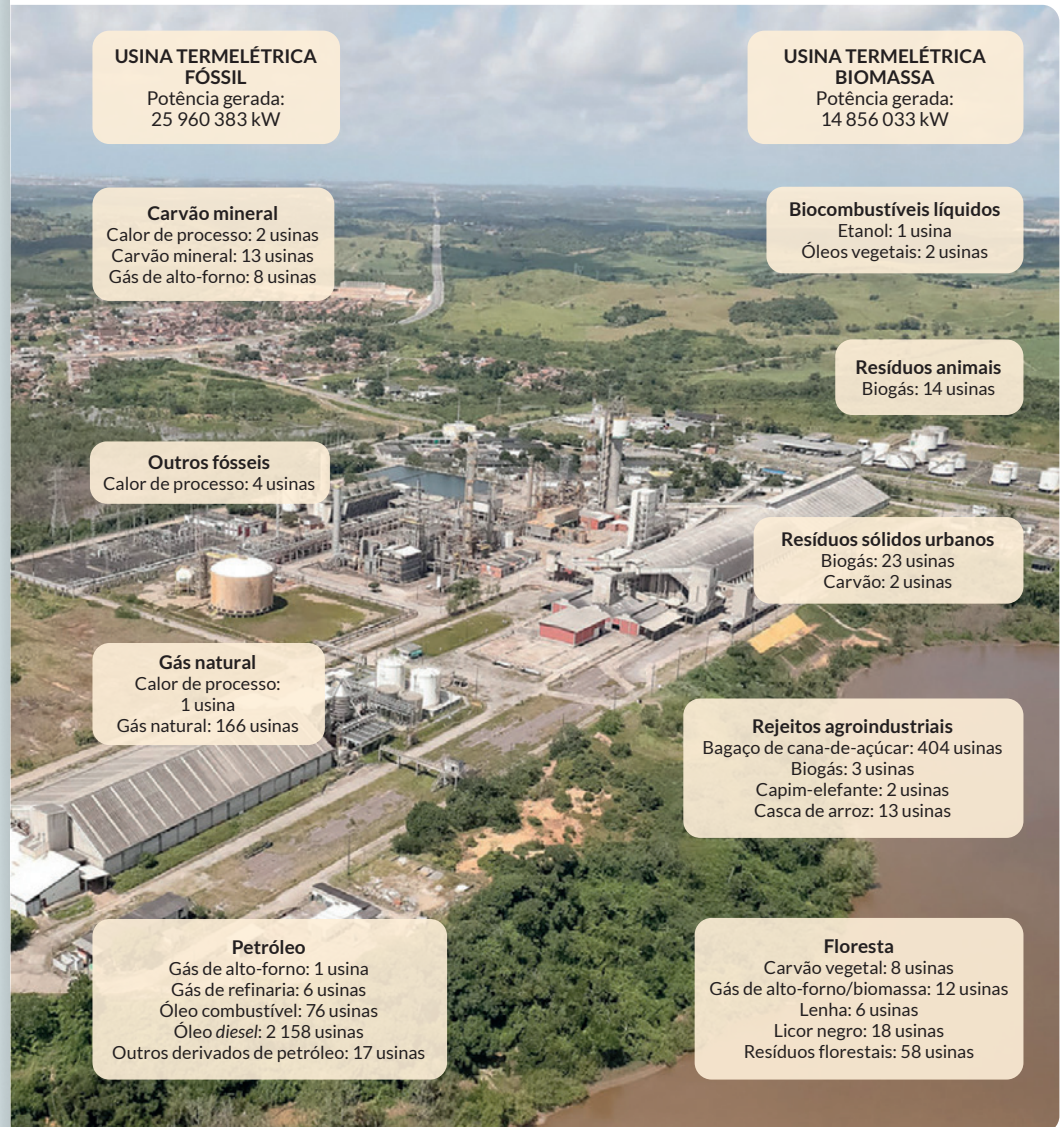 USINA TERMELÉTRICA
FÓSSIL
Potência gerada:
25 960 383 kW
USINA TERMELÉTRICA
BIOMASSA
Potência gerada:
14 856 033 kW
Carvão mineral
Calor de processo: 2 usinas
Carvão mineral: 13 usinas
Gás de alto-forno: 8 usinas
Biocombustíveis líquidos
Etanol: 1 usina
Óleos vegetais: 2 usinas
Resíduos animais
Biogás: 14 usinas
Outros fósseis
Calor de processo: 4 usinas
Resíduos sólidos urbanos
Biogás: 23 usinas
Carvão: 2 usinas
Gás natural
Calor de processo:
1 usina
Gás natural: 166 usinas
Rejeitos agroindustriais
Bagaço de cana-de-açúcar: 404 usinas
Biogás: 3 usinas
Capim-elefante: 2 usinas
Casca de arroz: 13 usinas
Petróleo
Gás de alto-forno: 1 usina
Gás de refinaria: 6 usinas
Óleo combustível: 76 usinas
Óleo diesel: 2 158 usinas
Outros derivados de petróleo: 17 usinas
Floresta
Carvão vegetal: 8 usinas
Gás de alto-forno/biomassa: 12 usinas
Lenha: 6 usinas
Licor negro: 18 usinas
Resíduos florestais: 58 usinas